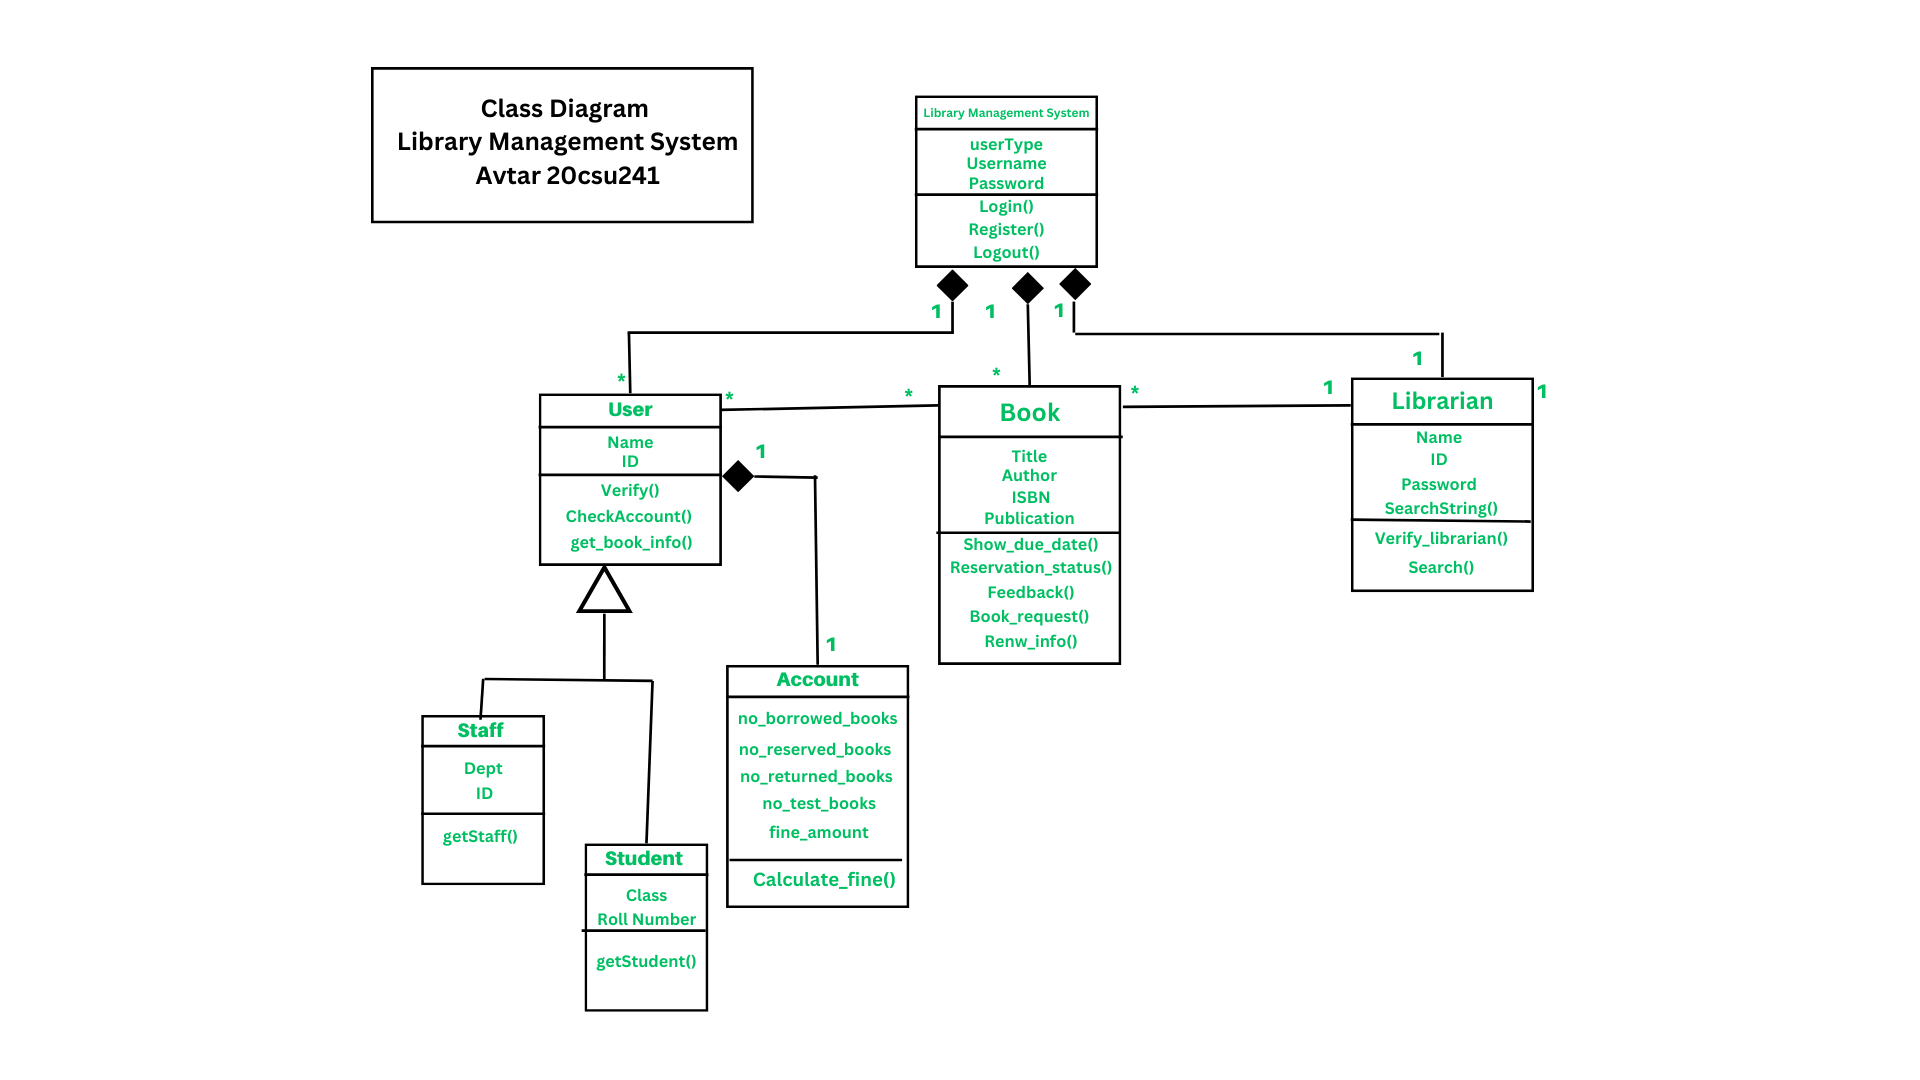 Class Diagram
Library Management System
Avtar 20csu241
Library Management System
userType
Username
Password
Login()
Register()
Logout()
1
1
1
*
*
1
User
Name
ID
Verify()
CheckAccount()
get_book_info()
*
*
1
Book
Title
Author
ISBN
Publication
Show_due_date()
Reservation_status()
Feedback()
Book_request()
Renw_info()
*
1
Librarian
1
Name
ID
Password
SearchString()
Verify_librarian()
Search()
1
Account
no_borrowed_books
no_reserved_books
no_returned_books
no_test_books
fine_amount
Calculate_fine()
Staff
Dept
ID
getStaff()
Student
Class
Roll Number
getStudent()